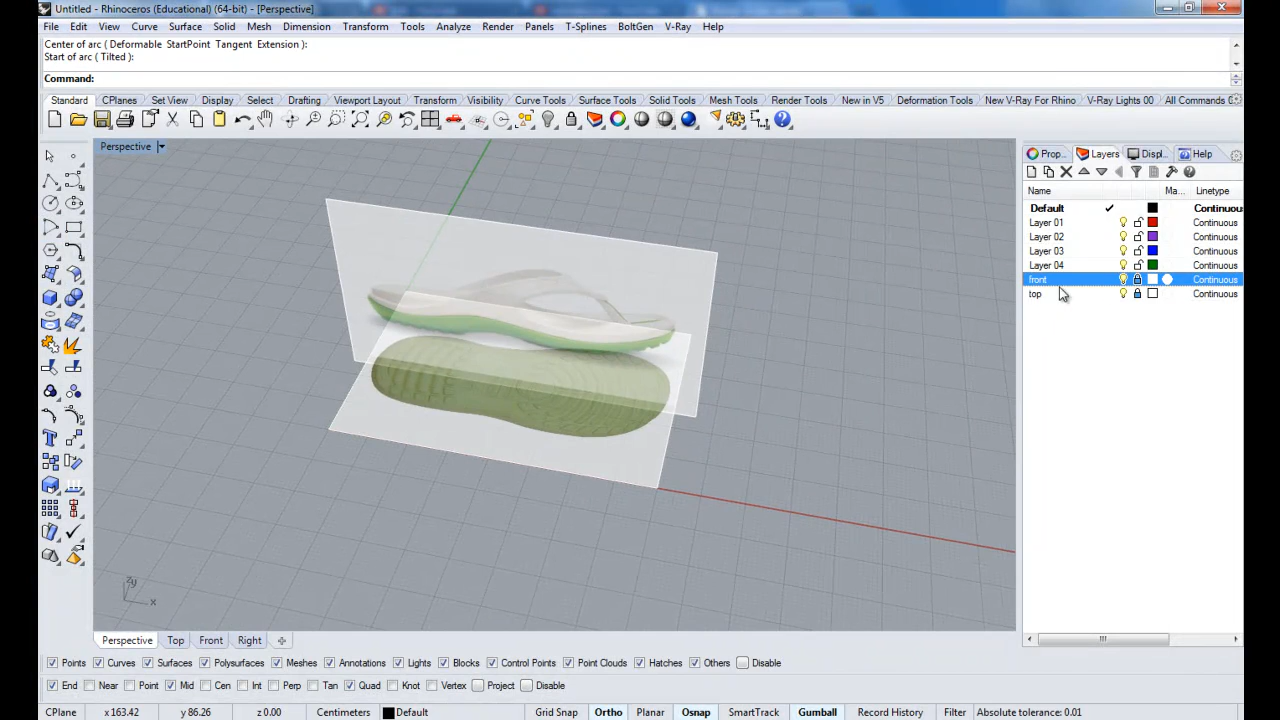 Untitled - Rhinoceros (Educational) (64-bit) - [Perspective]
File Edit View Curve Surface Solid Mesh Dimension Transform Tools Analyze Render Panels T-Splines BoltGen V-Ray Help
Center of arc ( Deformable StartPoint Tangent Extension ):
Start of arc ( Tilted ):
Command:
Standard CPlanes Set View Display Select Drafting Viewport Layout Transform Visibility Curve Tools Surface Tools Solid Tools Mesh Tools Render Tools New in V5 Deformation Tools New V-Ray For Rhino V-Ray Lights 00 All Commands
Perspective
Prop... Layers Displ... Help
Name Ma... Linetype
Default Continuou
Layer 01 Continuous
Layer 02 Continuous
Layer 03 Continuous
Layer 04 Continuous
front Continuous
top Continuous
zy
x
Perspective Top Front Right
Points Curves Surfaces Polysurfaces Meshes Annotations Lights Blocks Control Points Point Clouds Hatches Others Disable
End Near Point Mid Cen Int Perp Tan Quad Knot Vertex Project Disable
CPlane x 163.42 y 86.26 z 0.00 Centimeters Default Grid Snap Ortho Planar Osnap SmartTrack Gumball Record History Filter Absolute tolerance: 0.01